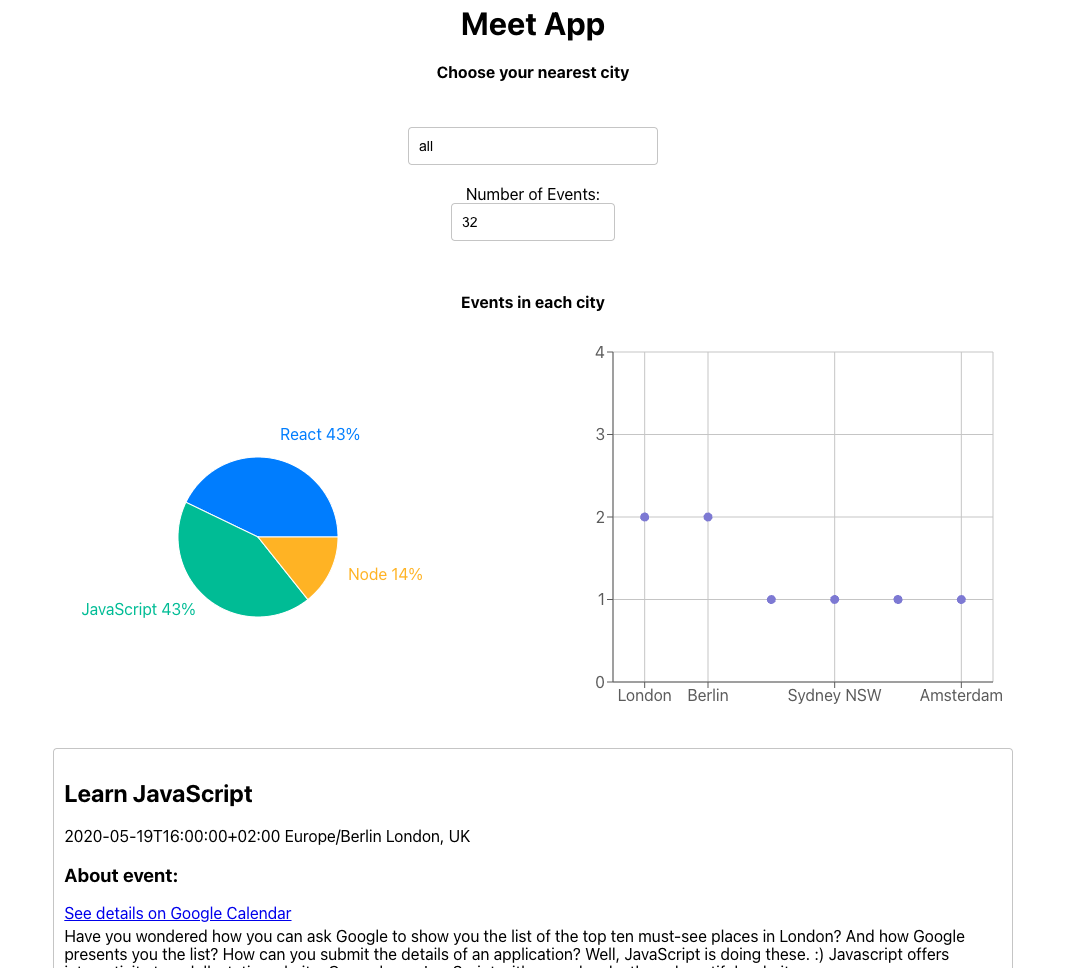 Meet App
Choose your nearest city
all
Number of Events:
32
Events in each city
React 43%
Node 14%
JavaScript 43%
4
3
2
1
0
London Berlin Sydney NSW Amsterdam
Learn JavaScript
2020-05-19T16:00:00+02:00 Europe/Berlin London, UK
About event:
See details on Google Calendar
Have you wondered how you can ask Google to show you the list of the top ten must-see places in London? And how Google
presents you the list? How can you submit the details of an application? Well, JavaScript is doing these. :) Javascript offers